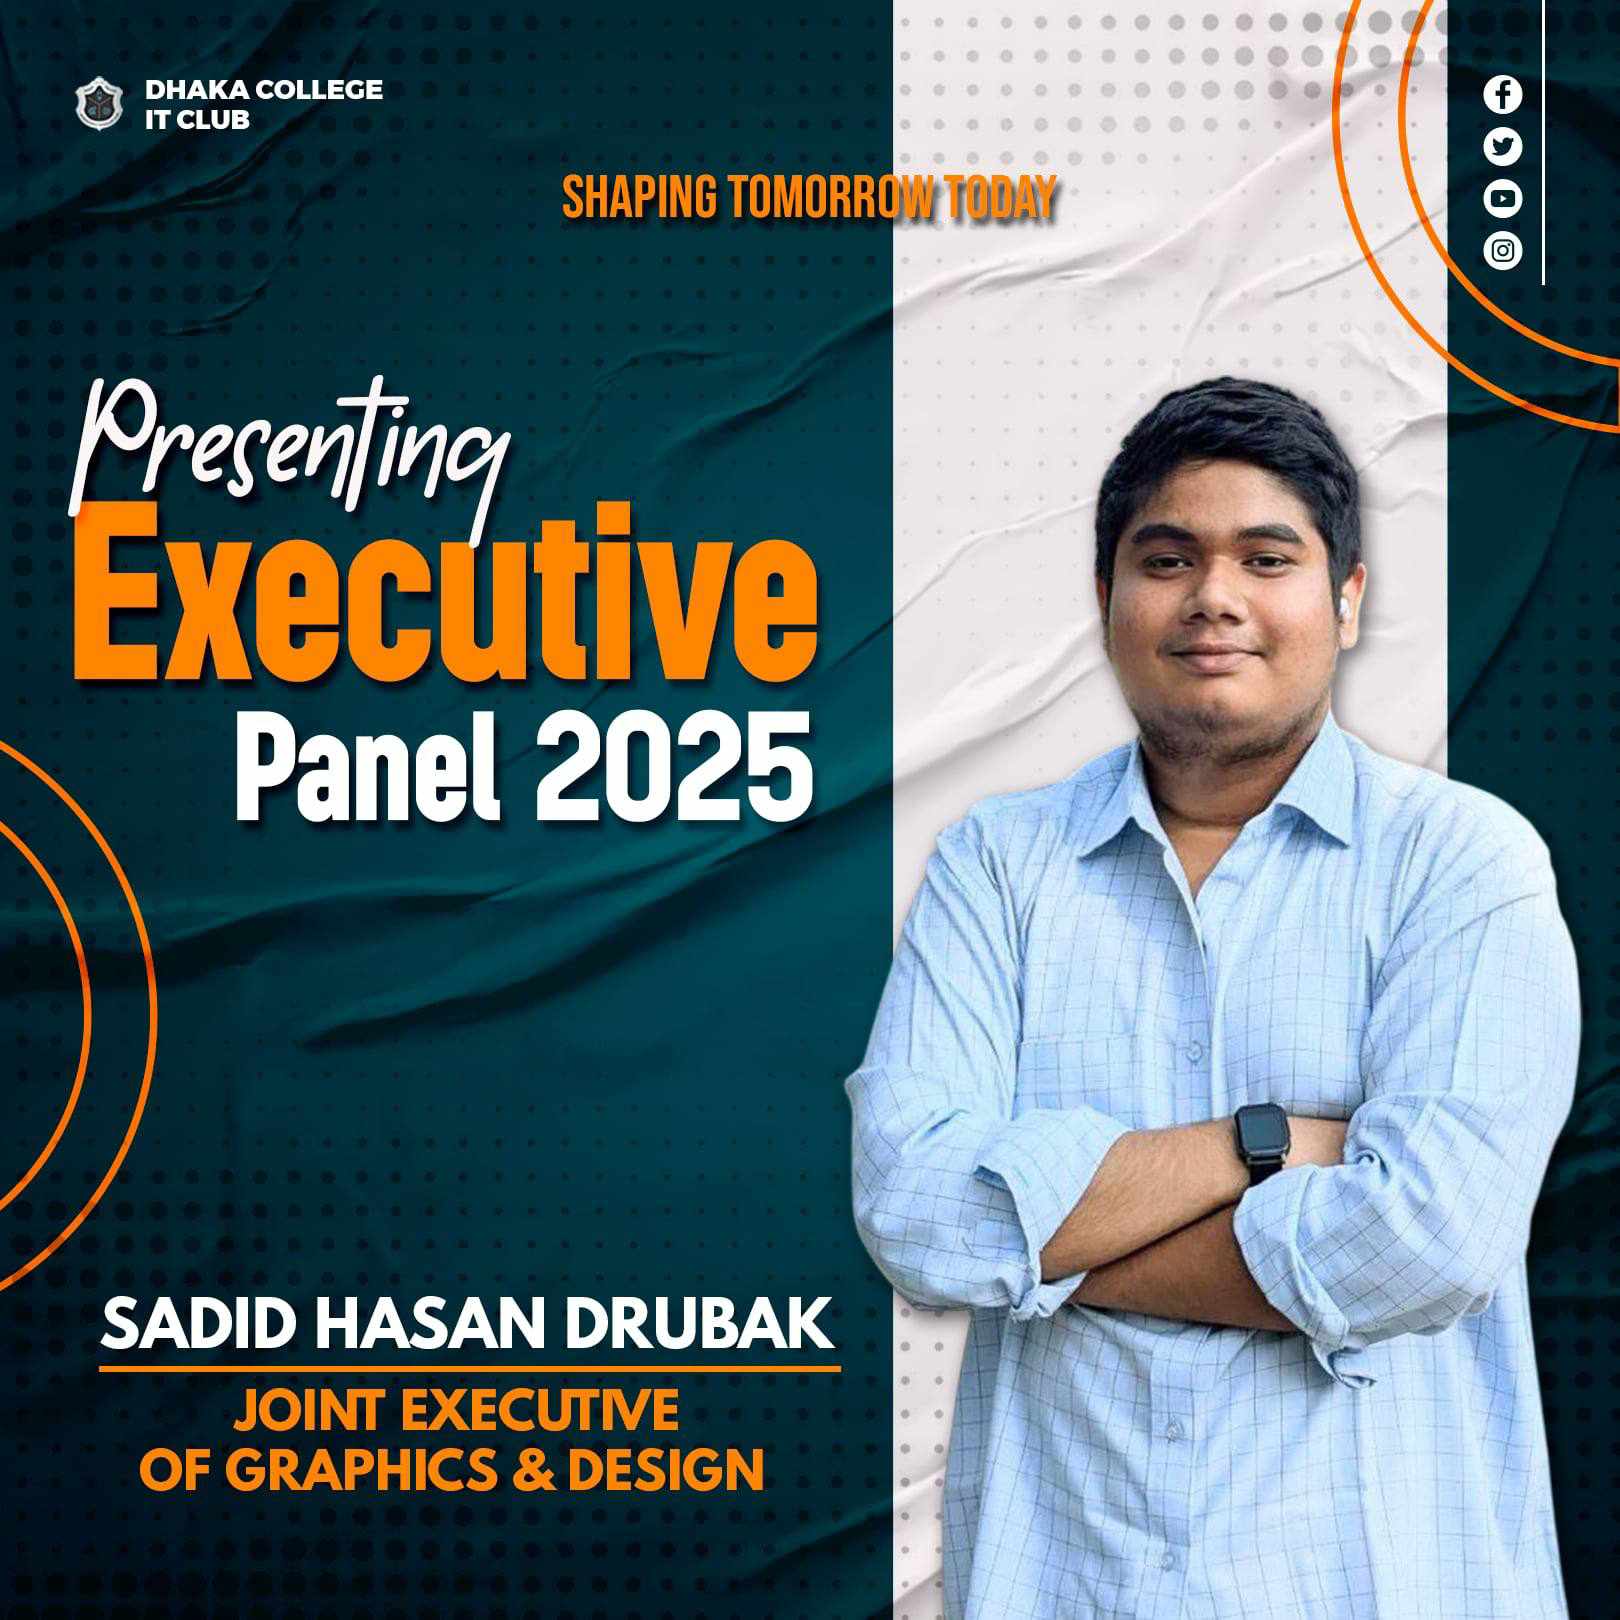 DHAKA COLLEGE
IT CLUB
SHAPING TOMORROW TODAY
Presenting
Executive
Panel 2025
SADID HASAN DRUBAK
JOINT EXECUTIVE
OF GRAPHICS & DESIGN